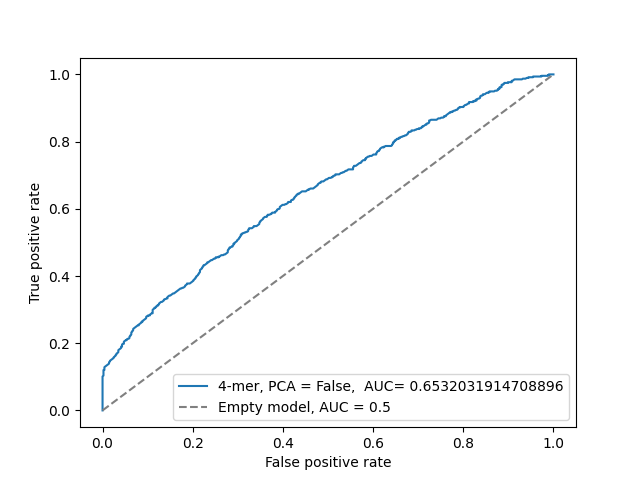 1.0
0.8
0.6
0.4
0.2
0.0
True positive rate
4-mer, PCA = False,  AUC= 0.6532031914708896
Empty model, AUC = 0.5
0.0 0.2 0.4 0.6 0.8 1.0
False positive rate